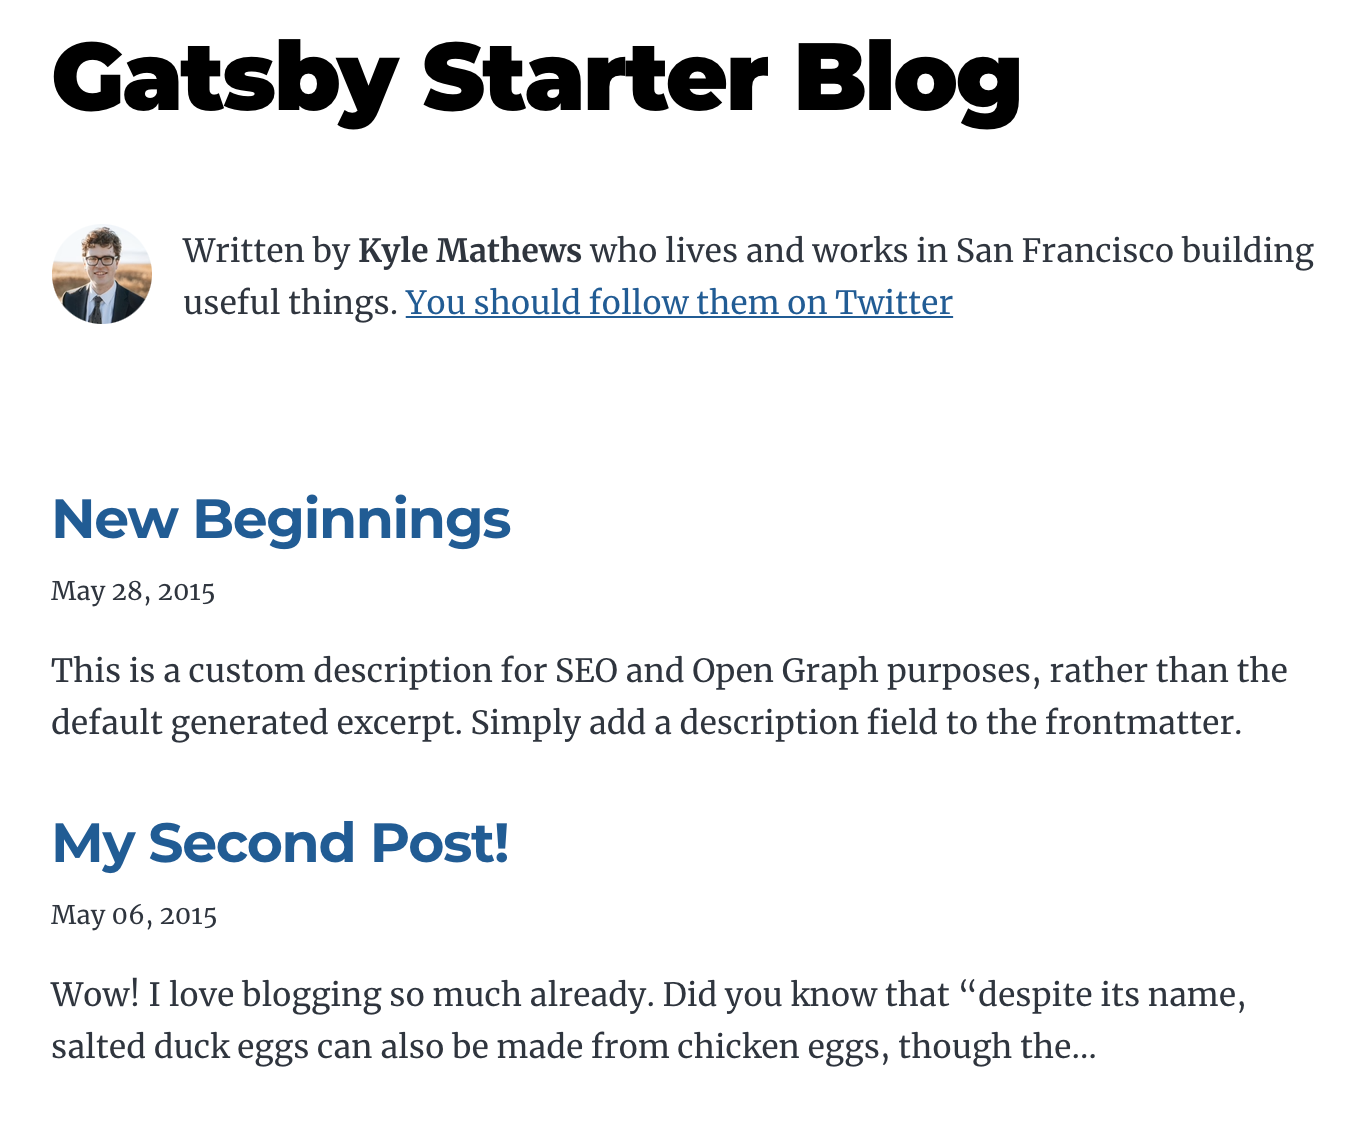 Gatsby Starter Blog
Written by Kyle Mathews who lives and works in San Francisco building
useful things. You should follow them on Twitter
New Beginnings
May 28, 2015
This is a custom description for SEO and Open Graph purposes, rather than the
default generated excerpt. Simply add a description field to the frontmatter.
My Second Post!
May 06, 2015
Wow! I love blogging so much already. Did you know that “despite its name,
salted duck eggs can also be made from chicken eggs, though the…